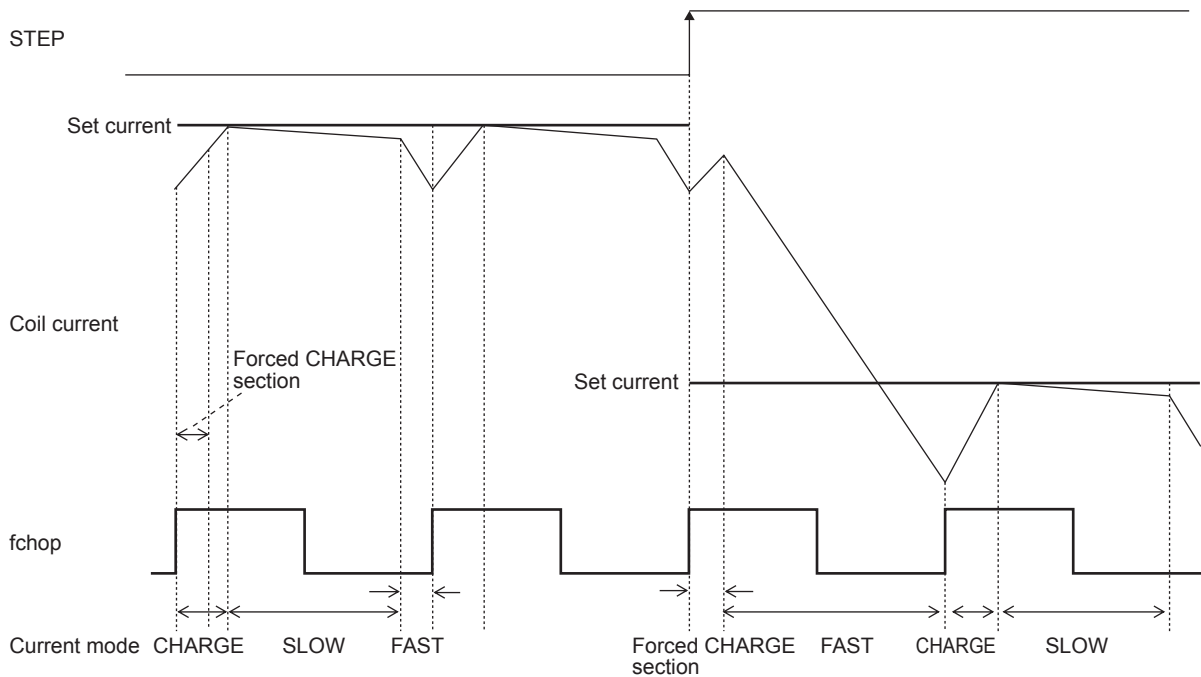 STEP
Set current
Coil current
Forced CHARGE
section
Set current
fchop
Current mode CHARGE SLOW FAST Forced CHARGE FAST CHARGE SLOW
section